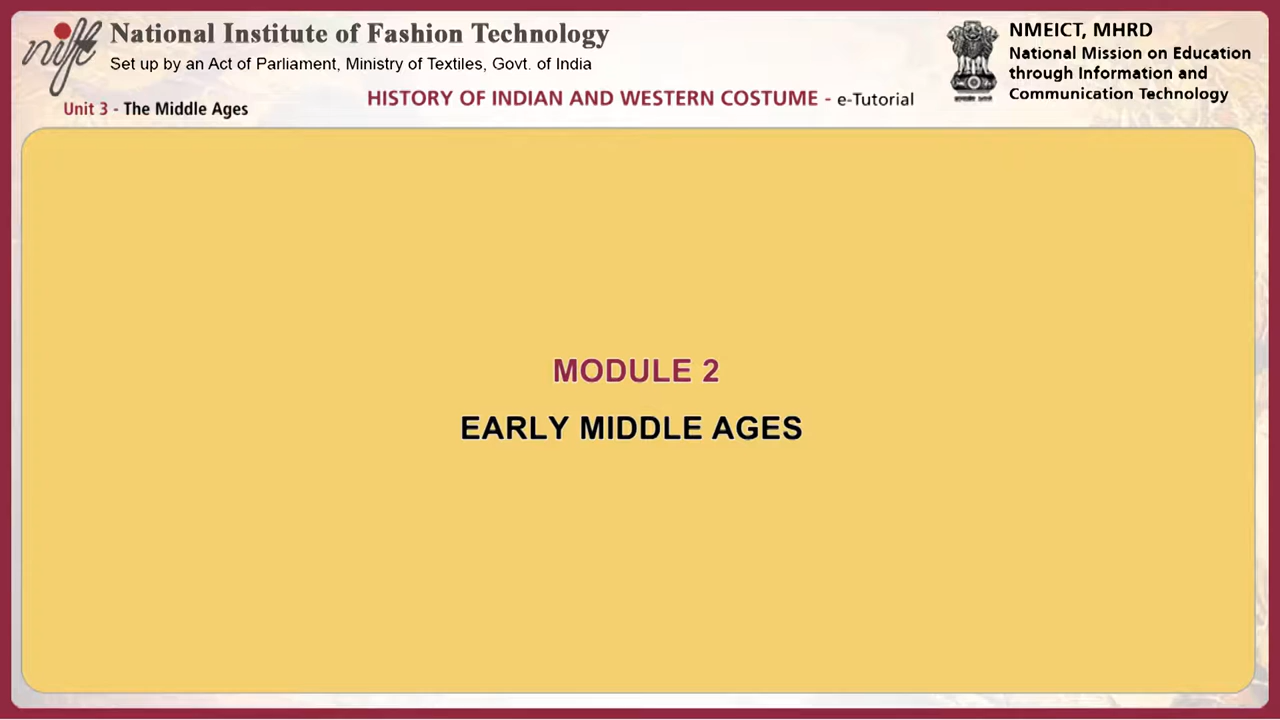 nift
National Institute of Fashion Technology
Set up by an Act of Parliament, Ministry of Textiles, Govt. of India
Unit 3 - The Middle Ages
HISTORY OF INDIAN AND WESTERN COSTUME - e-Tutorial
NMEICT, MHRD
National Mission on Education
through Information and
Communication Technology
MODULE 2
EARLY MIDDLE AGES